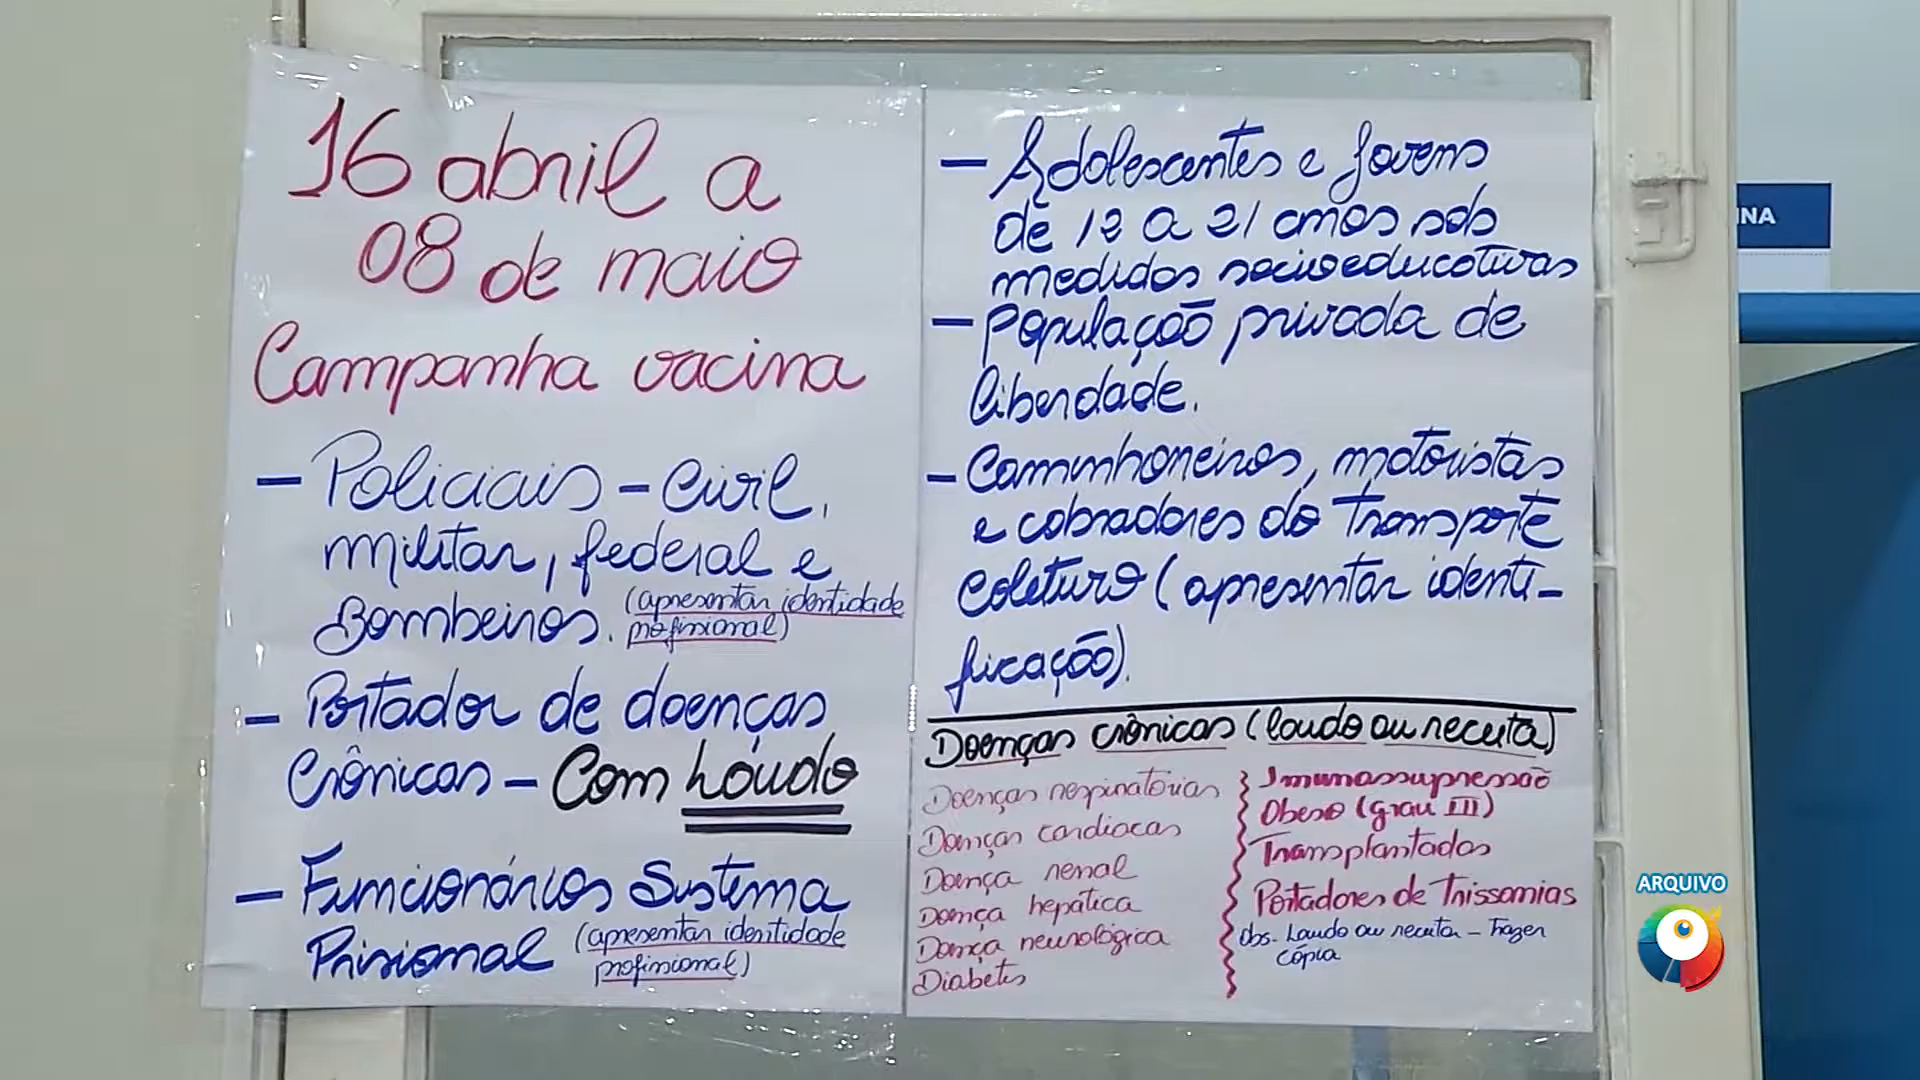 16 abril a
08 de maio
Campanha vacina
- Policiais - Civil,
militar, federal e
Bombeiros. (apresentar identidade
profissional)
- Portador de doenças
Crônicas - Com Laudo
- Funcionários Sistema
Prisional (apresentar identidade
profissional)
- Adolescentes e Jovens
de 12 a 21 anos sob
medidas socioeducativas
- População privada de
liberdade.
- Caminhoneiros, motoristas
e cobradores do Transporte
Coletivo (apresentar identi-
ficação).
Doenças crônicas (laudo ou receita)
Doenças respiratórias
Doenças cardiacas
Doença renal
Doença hepática
Doença neurológica
Diabetes
Imunossupressão
Obeso (grau III)
Transplantados
Portadores de Trissomias
Obs. Laudo ou receita - Trazer
cópia
INA
ARQUIVO